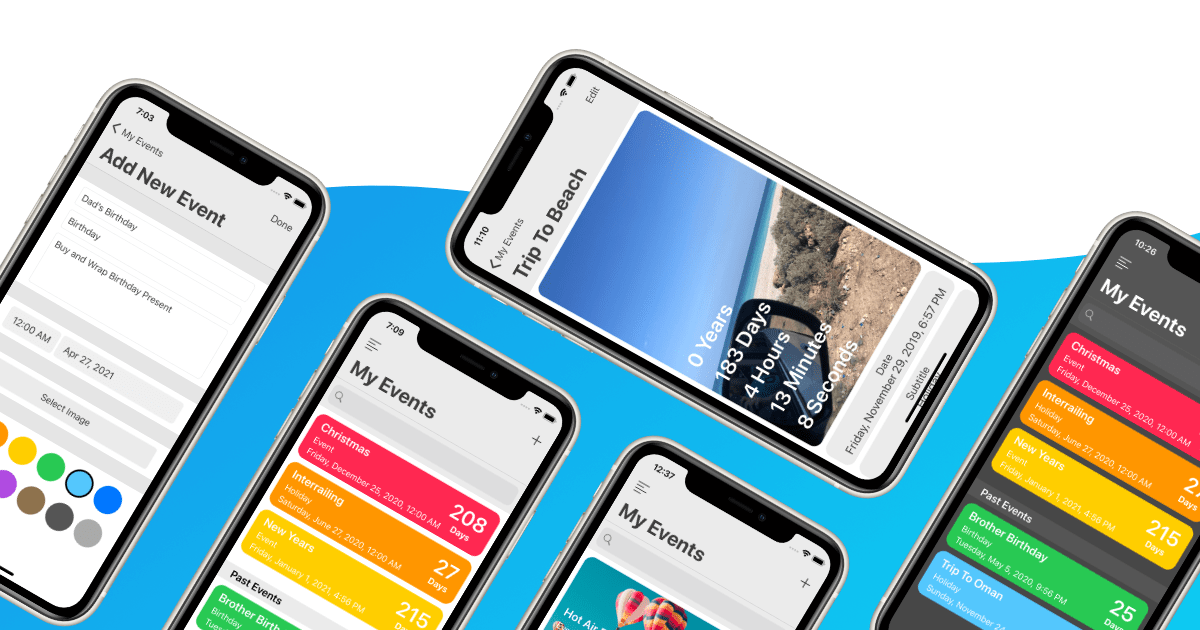 7:03
My Events
Add New Event
Done
Dad's Birthday
Birthday
Buy and Wrap Birthday Present
12:00 AM
Apr 27, 2021
Select Image
7:09
My Events
Christmas
Event
Friday, December 25, 2020, 12:00 AM
208
Days
Interrailing
Holiday
Saturday, June 27, 2020, 12:00 AM
27
Days
New Years
Event
Friday, January 1, 2021, 4:56 PM
215
Past Events
Brother Birthday
Birthday
11:10
My Events
Edit
Trip To Beach
0 Years
183 Days
4 Hours
13 Minutes
8 Seconds
Date
Friday, November 29, 2019, 6:57 PM
Subtitle
12:37
My Events
Hot Air
10:26
My Events
Christmas
Event
Friday, December 25, 2020, 12:00 AM
Interrailing
Holiday
Saturday, June 27, 2020, 12:00 AM
Days
New Years
Event
Friday, January 1, 2021, 4:56 PM
215
Days
Past Events
Brother Birthday
Birthday
Tuesday, May 5, 2020, 9:56 PM
25
Days
Trip To Oman
Holiday
Sunday, November 24